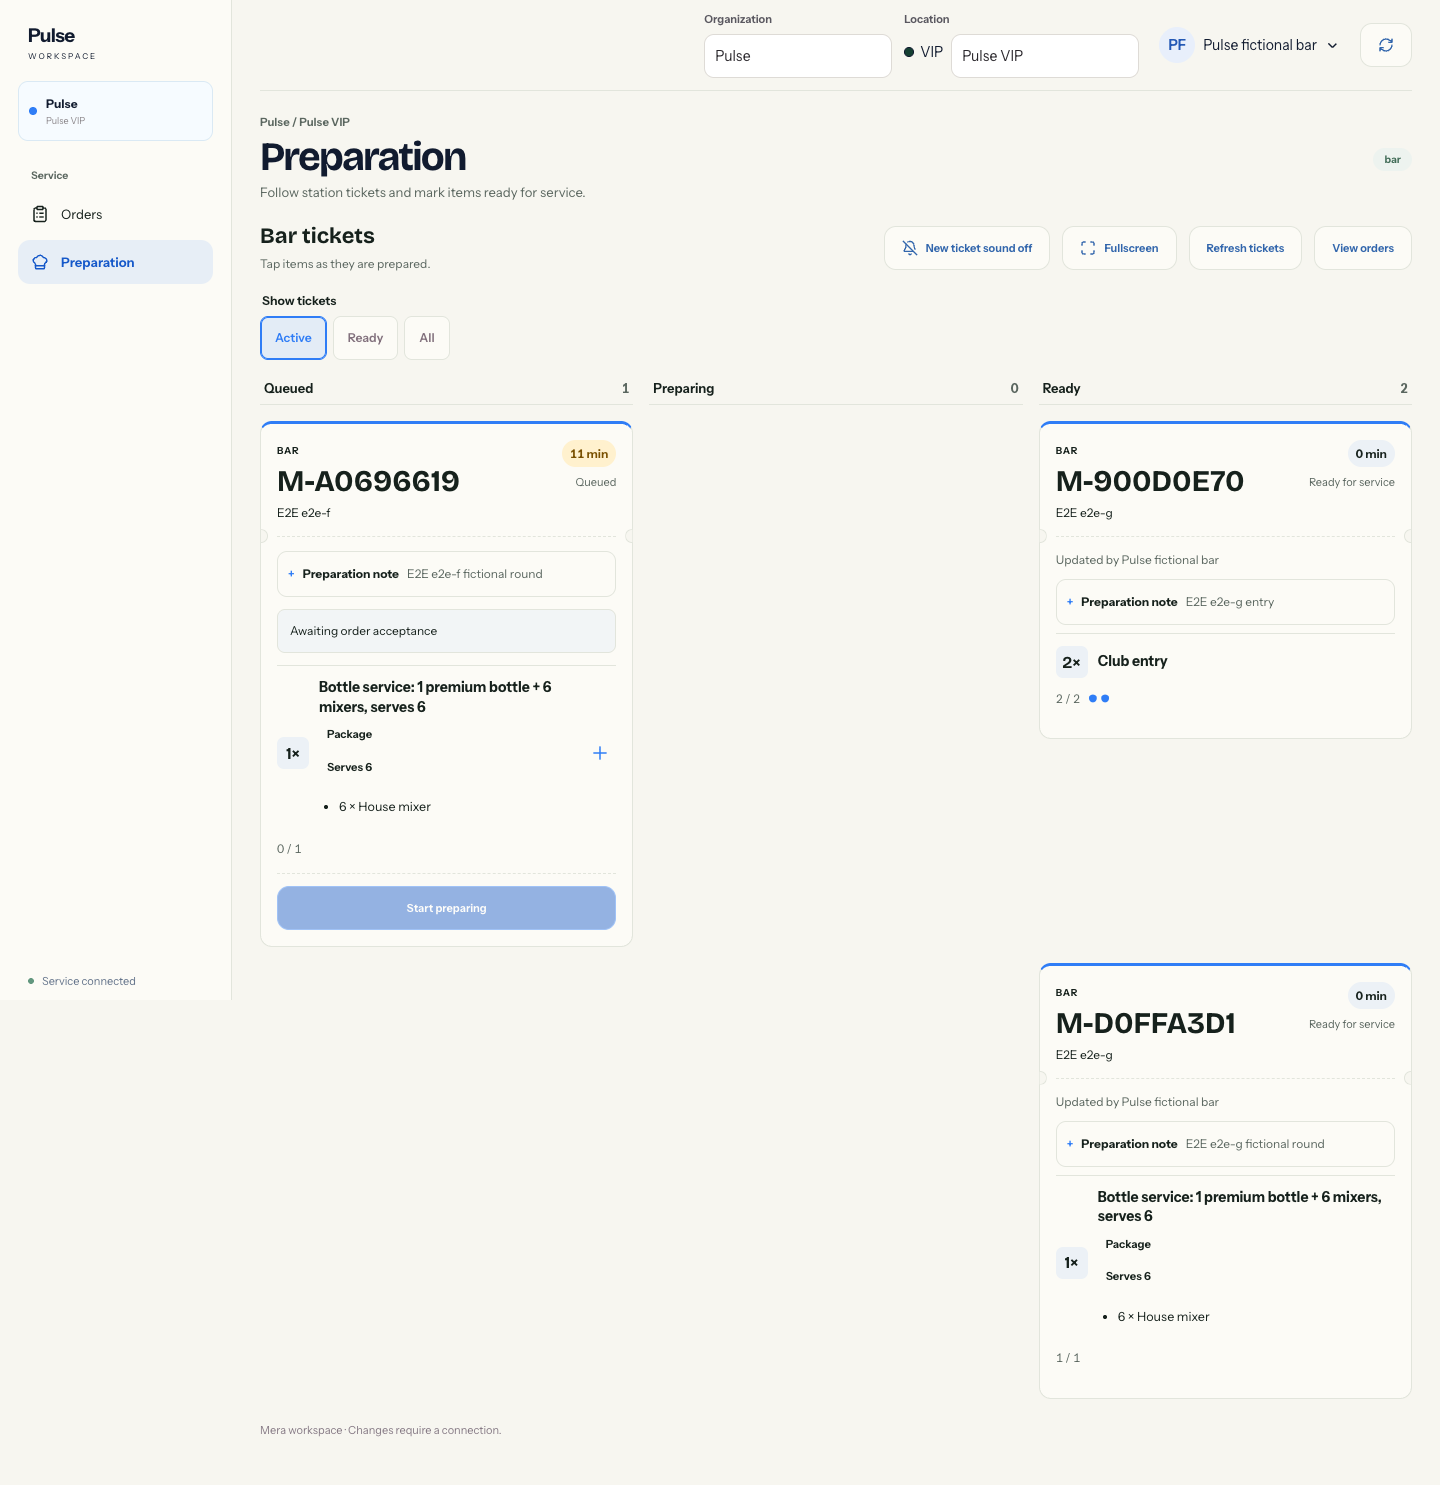 Pulse
WORKSPACE
Pulse
Pulse VIP
Service
Orders
Preparation
Service connected
Organization
Pulse
Location
VIP
Pulse VIP
PF
Pulse fictional bar
Pulse / Pulse VIP
Preparation
Follow station tickets and mark items ready for service.
bar
Bar tickets
Tap items as they are prepared.
New ticket sound off
Fullscreen
Refresh tickets
View orders
Show tickets
Active
Ready
All
Queued 1
Preparing 0
Ready 2
BAR
11 min
M-A0696619
Queued
E2E e2e-f
+ Preparation note E2E e2e-f fictional round
Awaiting order acceptance
Bottle service: 1 premium bottle + 6
mixers, serves 6
Package
1×
Serves 6
• 6 × House mixer
0 / 1
Start preparing
BAR
0 min
M-900D0E70
Ready for service
E2E e2e-g
Updated by Pulse fictional bar
+ Preparation note E2E e2e-g entry
2× Club entry
2 / 2
BAR
0 min
M-D0FFA3D1
Ready for service
E2E e2e-g
Updated by Pulse fictional bar
+ Preparation note E2E e2e-g fictional round
Bottle service: 1 premium bottle + 6 mixers,
serves 6
Package
1×
Serves 6
• 6 × House mixer
1 / 1
Mera workspace · Changes require a connection.